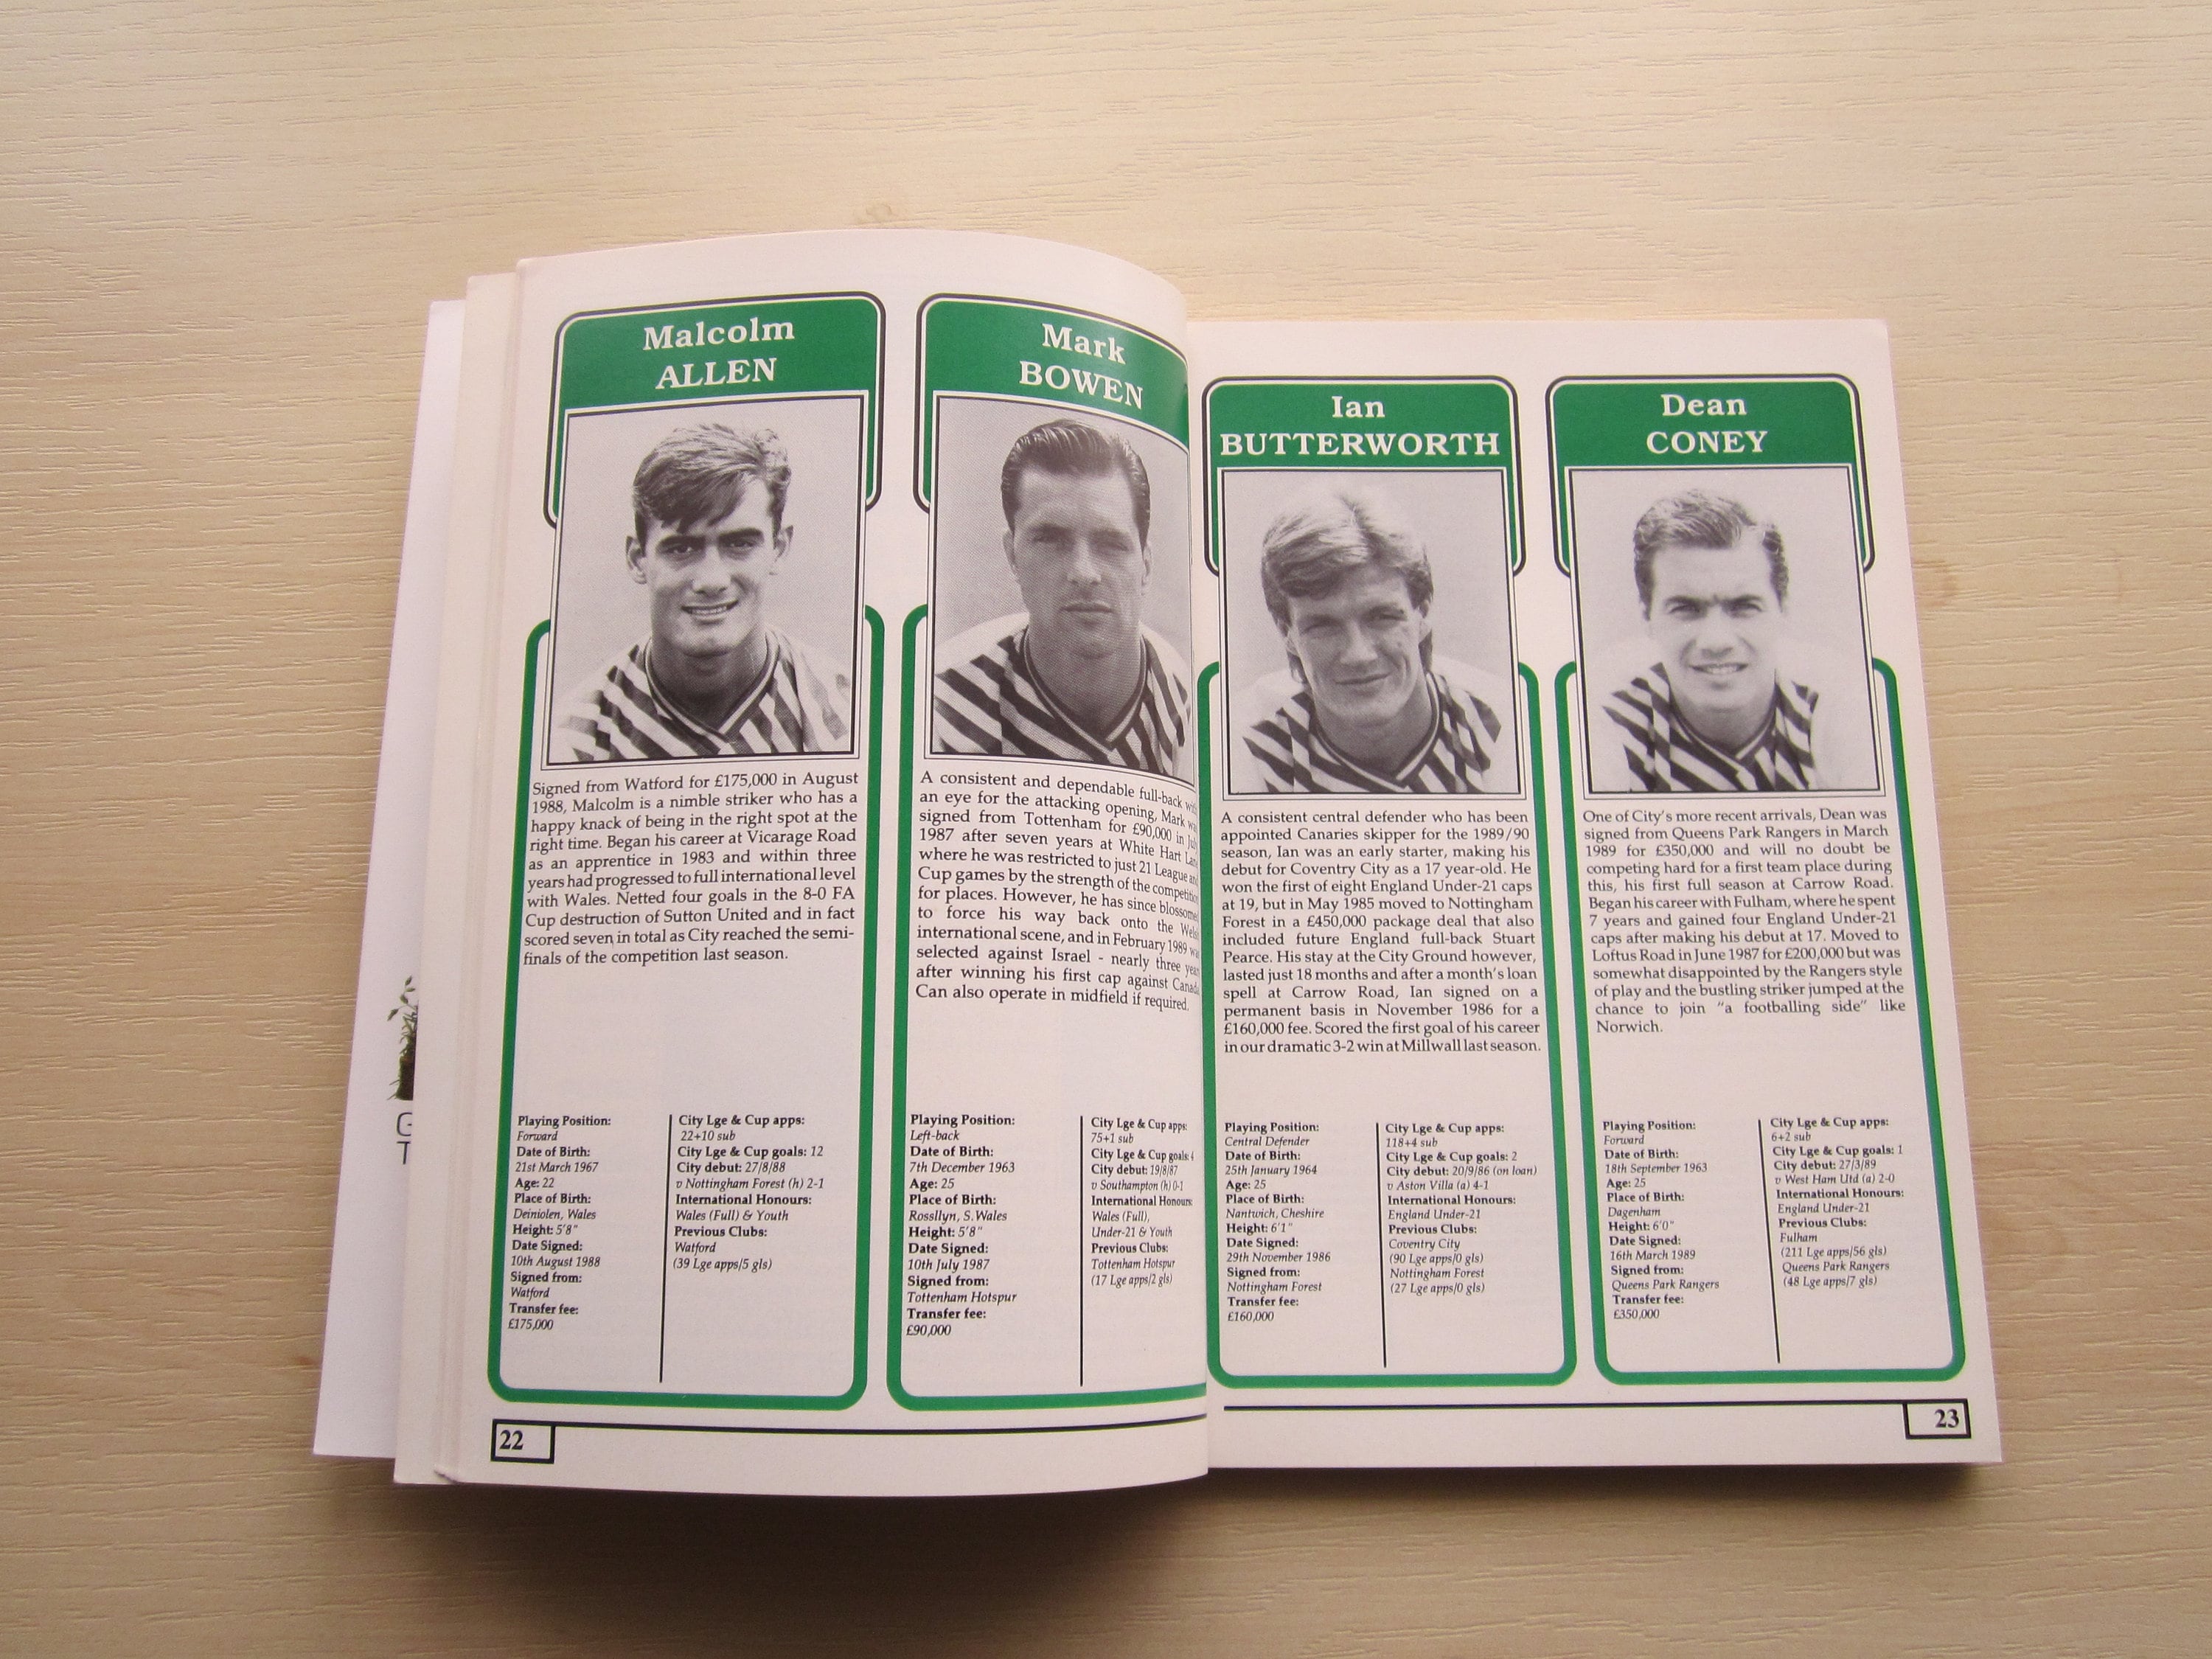 Malcolm
ALLEN
Signed from Watford for £175,000 in August
1988, Malcolm is a nimble striker who has a
happy knack of being in the right spot at the
right time. Began his career at Vicarage Road
as an apprentice in 1983 and within three
years had progressed to full international level
with Wales. Netted four goals in the 8-0 FA
Cup destruction of Sutton United and in fact
scored seven in total as City reached the semi-
finals of the competition last season.
Playing Position:
Forward
Date of Birth:
21st March 1967
Age: 22
Place of Birth:
Deiniolen, Wales
Height: 5'8"
Date Signed:
10th August 1988
Signed from:
Watford
Transfer fee:
£175,000
City Lge & Cup apps:
22+10 sub
City Lge & Cup goals: 12
City debut: 27/8/88
v Nottingham Forest (h) 2-1
International Honours:
Wales (Full) & Youth
Previous Clubs:
Watford
(39 Lge apps/5 gls)
Mark
BOWEN
A consistent and dependable full-back
an eye for the attacking opening, Mark
signed from Tottenham for £90,000 in
1987 after seven years at White Hart
where he was restricted to just 21 League
Cup games by the strength of the competition
for places. However, he has since
to force his way back onto the
international scene, and in February 1989
selected against Israel - nearly three
after winning his first cap against
Can also operate in midfield if required.
Playing Position:
Left-back
Date of Birth:
7th December 1963
Age: 25
Place of Birth:
Rossllyn, S.Wales
Height: 5'8"
Date Signed:
10th July 1987
Signed from:
Tottenham Hotspur
Transfer fee:
£90,000
City Lge & Cup apps:
75+1 sub
City Lge & Cup goals:
City debut: 19/8/87
v Southampton (h) 0-1
International Honours:
Wales (Full),
Under-21 & Youth
Previous Clubs:
Tottenham Hotspur
(17 Lge apps/2 gls)
22
Ian
BUTTERWORTH
A consistent central defender who has been
appointed Canaries skipper for the 1989/90
season, Ian was an early starter, making his
debut for Coventry City as a 17 year-old. He
won the first of eight England Under-21 caps
at 19, but in May 1985 moved to Nottingham
Forest in a £450,000 package deal that also
included future England full-back Stuart
Pearce. His stay at the City Ground however,
lasted just 18 months and after a month's loan
spell at Carrow Road, Ian signed on a
permanent basis in November 1986 for a
£160,000 fee. Scored the first goal of his career
in our dramatic 3-2 win at Millwall last season.
Playing Position:
Central Defender
Date of Birth:
25th January 1964
Age: 25
Place of Birth:
Nantwich, Cheshire
Height: 6'1"
Date Signed:
29th November 1986
Signed from:
Nottingham Forest
Transfer fee:
£160,000
City Lge & Cup apps:
118+4 sub
City Lge & Cup goals: 2
City debut: 20/9/86 (on loan)
v Aston Villa (a) 4-1
International Honours:
England Under-21
Previous Clubs:
Coventry City
(90 Lge apps/0 gls)
Nottingham Forest
(27 Lge apps/0 gls)
Dean
CONEY
One of City's more recent arrivals, Dean was
signed from Queens Park Rangers in March
1989 for £350,000 and will no doubt be
competing hard for a first team place during
this, his first full season at Carrow Road.
Began his career with Fulham, where he spent
7 years and gained four England Under-21
caps after making his debut at 17. Moved to
Loftus Road in June 1987 for £200,000 but was
somewhat disappointed by the Rangers style
of play and the bustling striker jumped at the
chance to join "a footballing side" like
Norwich.
Playing Position:
Forward
Date of Birth:
18th September 1963
Age: 25
Place of Birth:
Dagenham
Height: 6'0"
Date Signed:
16th March 1989
Signed from:
Queens Park Rangers
Transfer fee:
£350,000
City Lge & Cup apps:
6+2 sub
City Lge & Cup goals: 1
City debut: 27/3/89
v West Ham Utd (a) 2-0
International Honours:
England Under-21
Previous Clubs:
Fulham
(211 Lge apps/56 gls)
Queens Park Rangers
(48 Lge apps/7 gls)
23